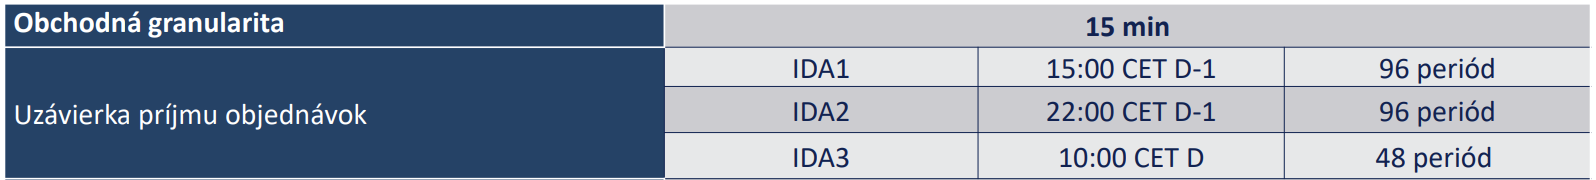 Obchodná granularita 15 min
IDA1 15:00 CET D-1 96 periód
Uzávierka príjmu objednávok IDA2 22:00 CET D-1 96 periód
IDA3 10:00 CET D 48 periód